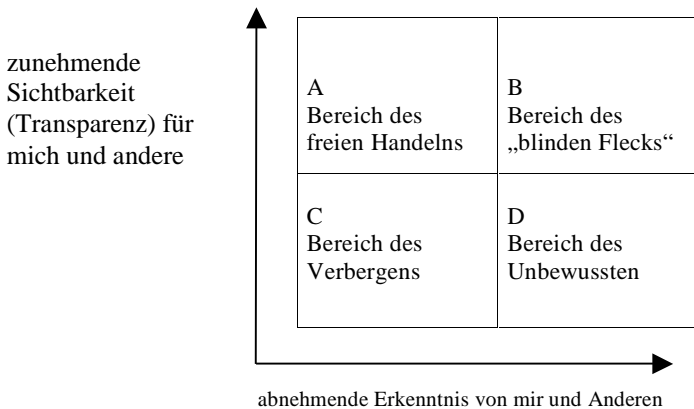 zunehmende
Sichtbarkeit
(Transparenz) für
mich und andere
A
Bereich des
freien Handelns
B
Bereich des
„blinden Flecks“
C
Bereich des
Verbergens
D
Bereich des
Unbewussten
abnehmende Erkenntnis von mir und Anderen